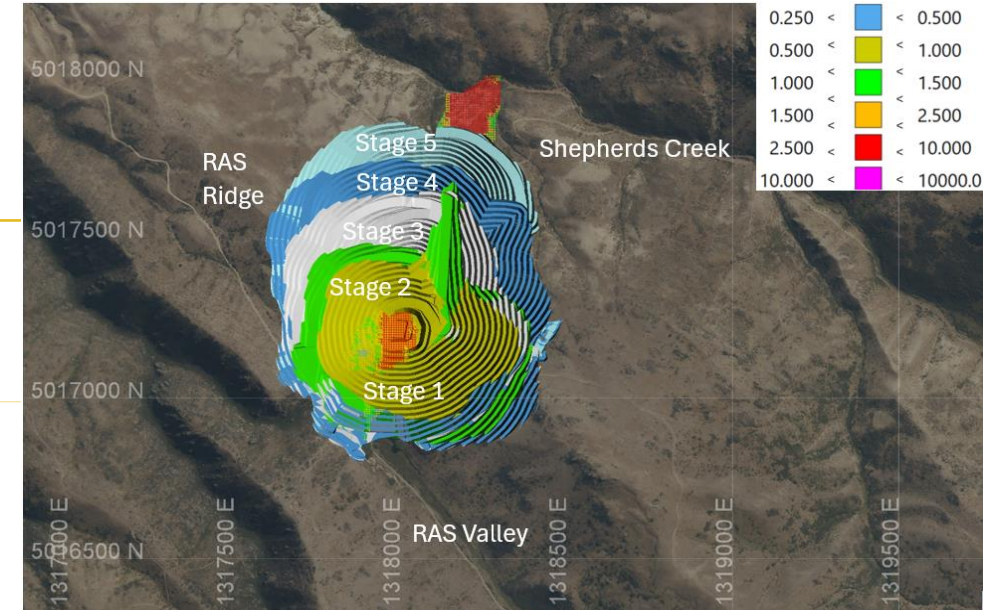 0.250 < < 0.500
0.500 < < 1.000
1.000 < < 1.500
1.500 < < 2.500
2.500 < < 10.000
10.000 < < 10000.0
5018000 N
Stage 5
Shepherds Creek
RAS
Ridge
Stage 4
5017500 N
Stage 3
Stage 2
5017000 N
Stage 1
RAS Valley
5016500 N
1317000 E
1317500 E
1318000 E
1318500 E
1319000 E
1319500 E